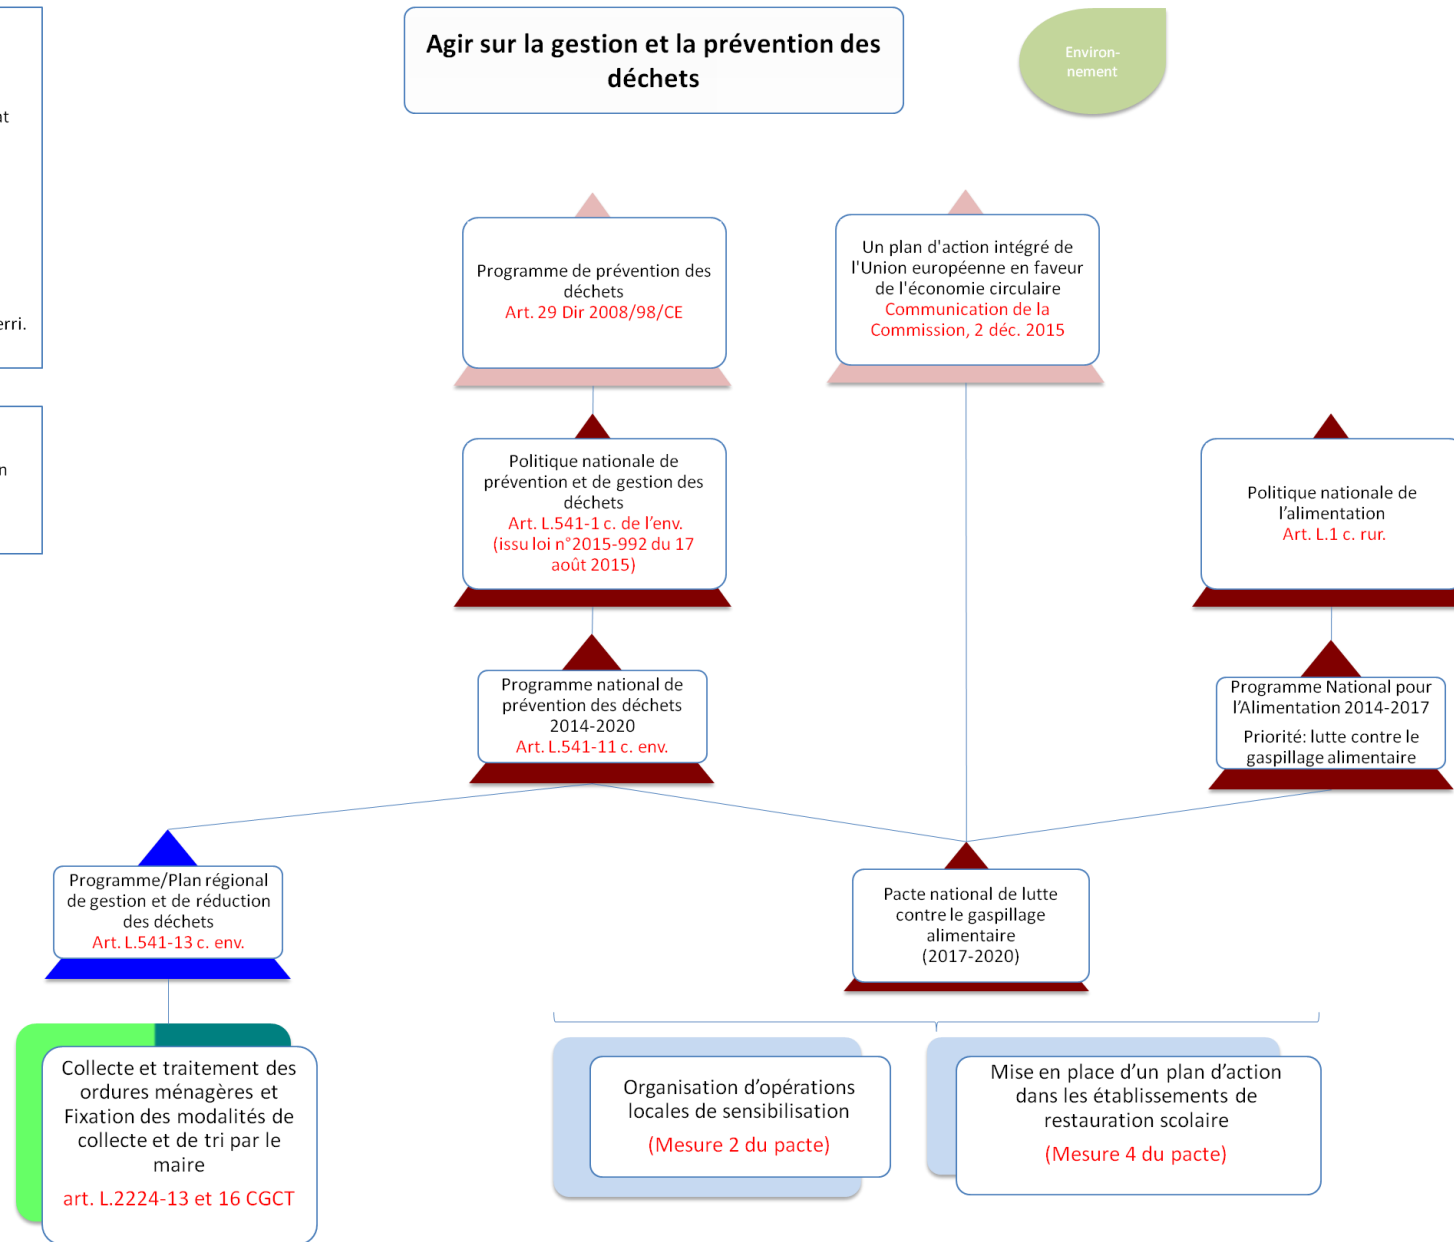 Agir sur la gestion et la prévention des
déchets
Environ-
nement
Programme de prévention des
déchets
Art. 29 Dir 2008/98/CE
Un plan d'action intégré de
l'Union européenne en faveur
de l'économie circulaire
Communication de la
Commission, 2 déc. 2015
Politique nationale de
prévention et de gestion des
déchets
Art. L.541-1 c. de l’env.
(issu loi n°2015-992 du 17
août 2015)
Politique nationale de
l’alimentation
Art. L.1 c. rur.
Programme national de
prévention des déchets
2014-2020
Art. L.541-11 c. env.
Programme National pour
l’Alimentation 2014-2017
Priorité: lutte contre le
gaspillage alimentaire
Programme/Plan régional
de gestion et de réduction
des déchets
Art. L.541-13 c. env.
Pacte national de lutte
contre le gaspillage
alimentaire
(2017-2020)
Collecte et traitement des
ordures ménagères et
Fixation des modalités de
collecte et de tri par le
maire
art. L.2224-13 et 16 CGCT
Organisation d’opérations
locales de sensibilisation
(Mesure 2 du pacte)
Mise en place d’un plan d’action
dans les établissements de
restauration scolaire
(Mesure 4 du pacte)